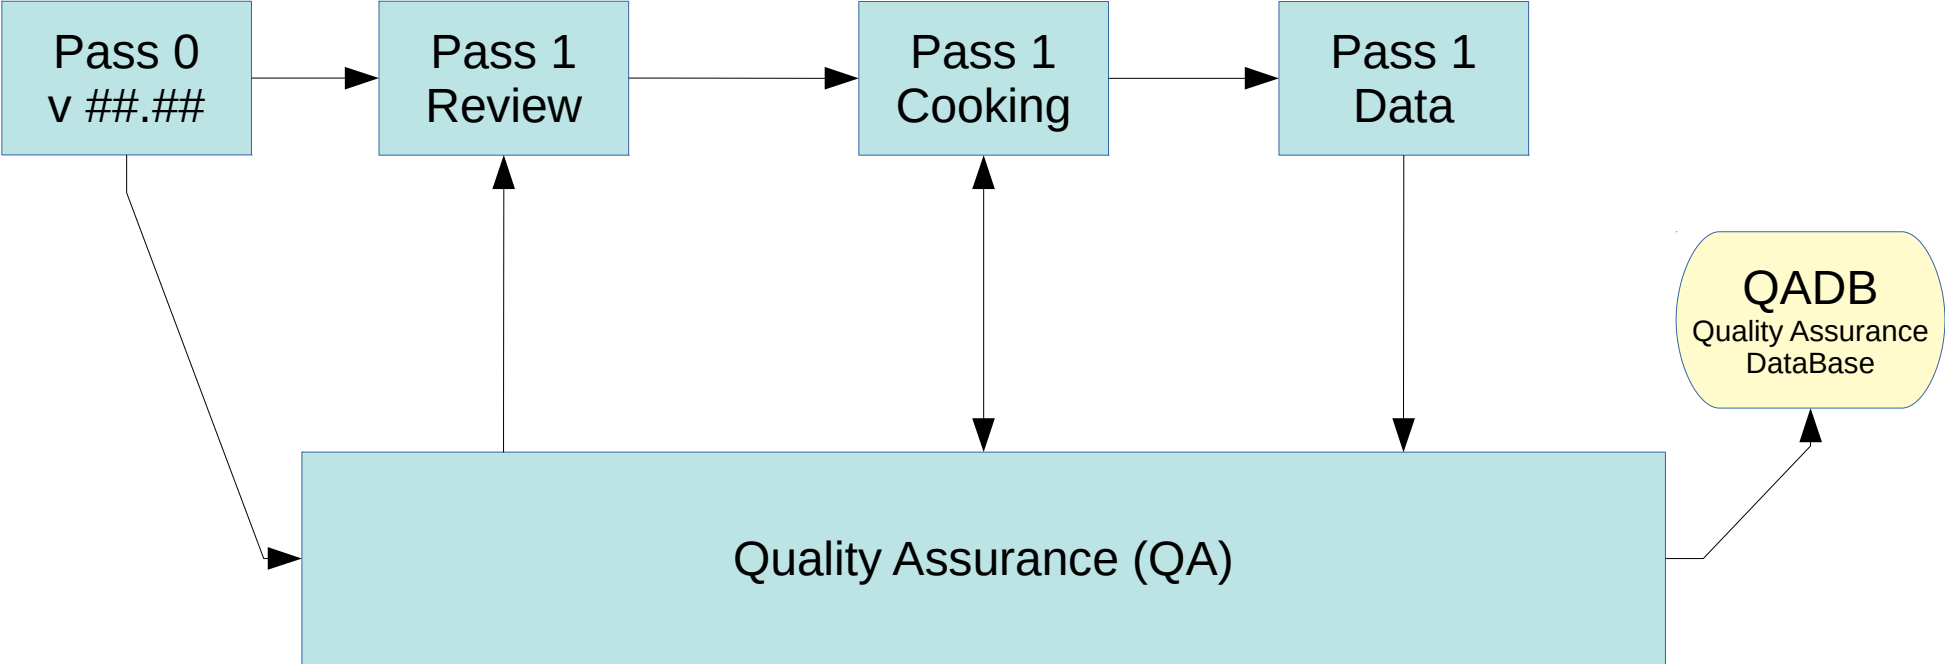 Pass 0
v ##.##
Pass 1
Review
Pass 1
Cooking
Pass 1
Data
QADB
Quality Assurance
DataBase
Quality Assurance (QA)